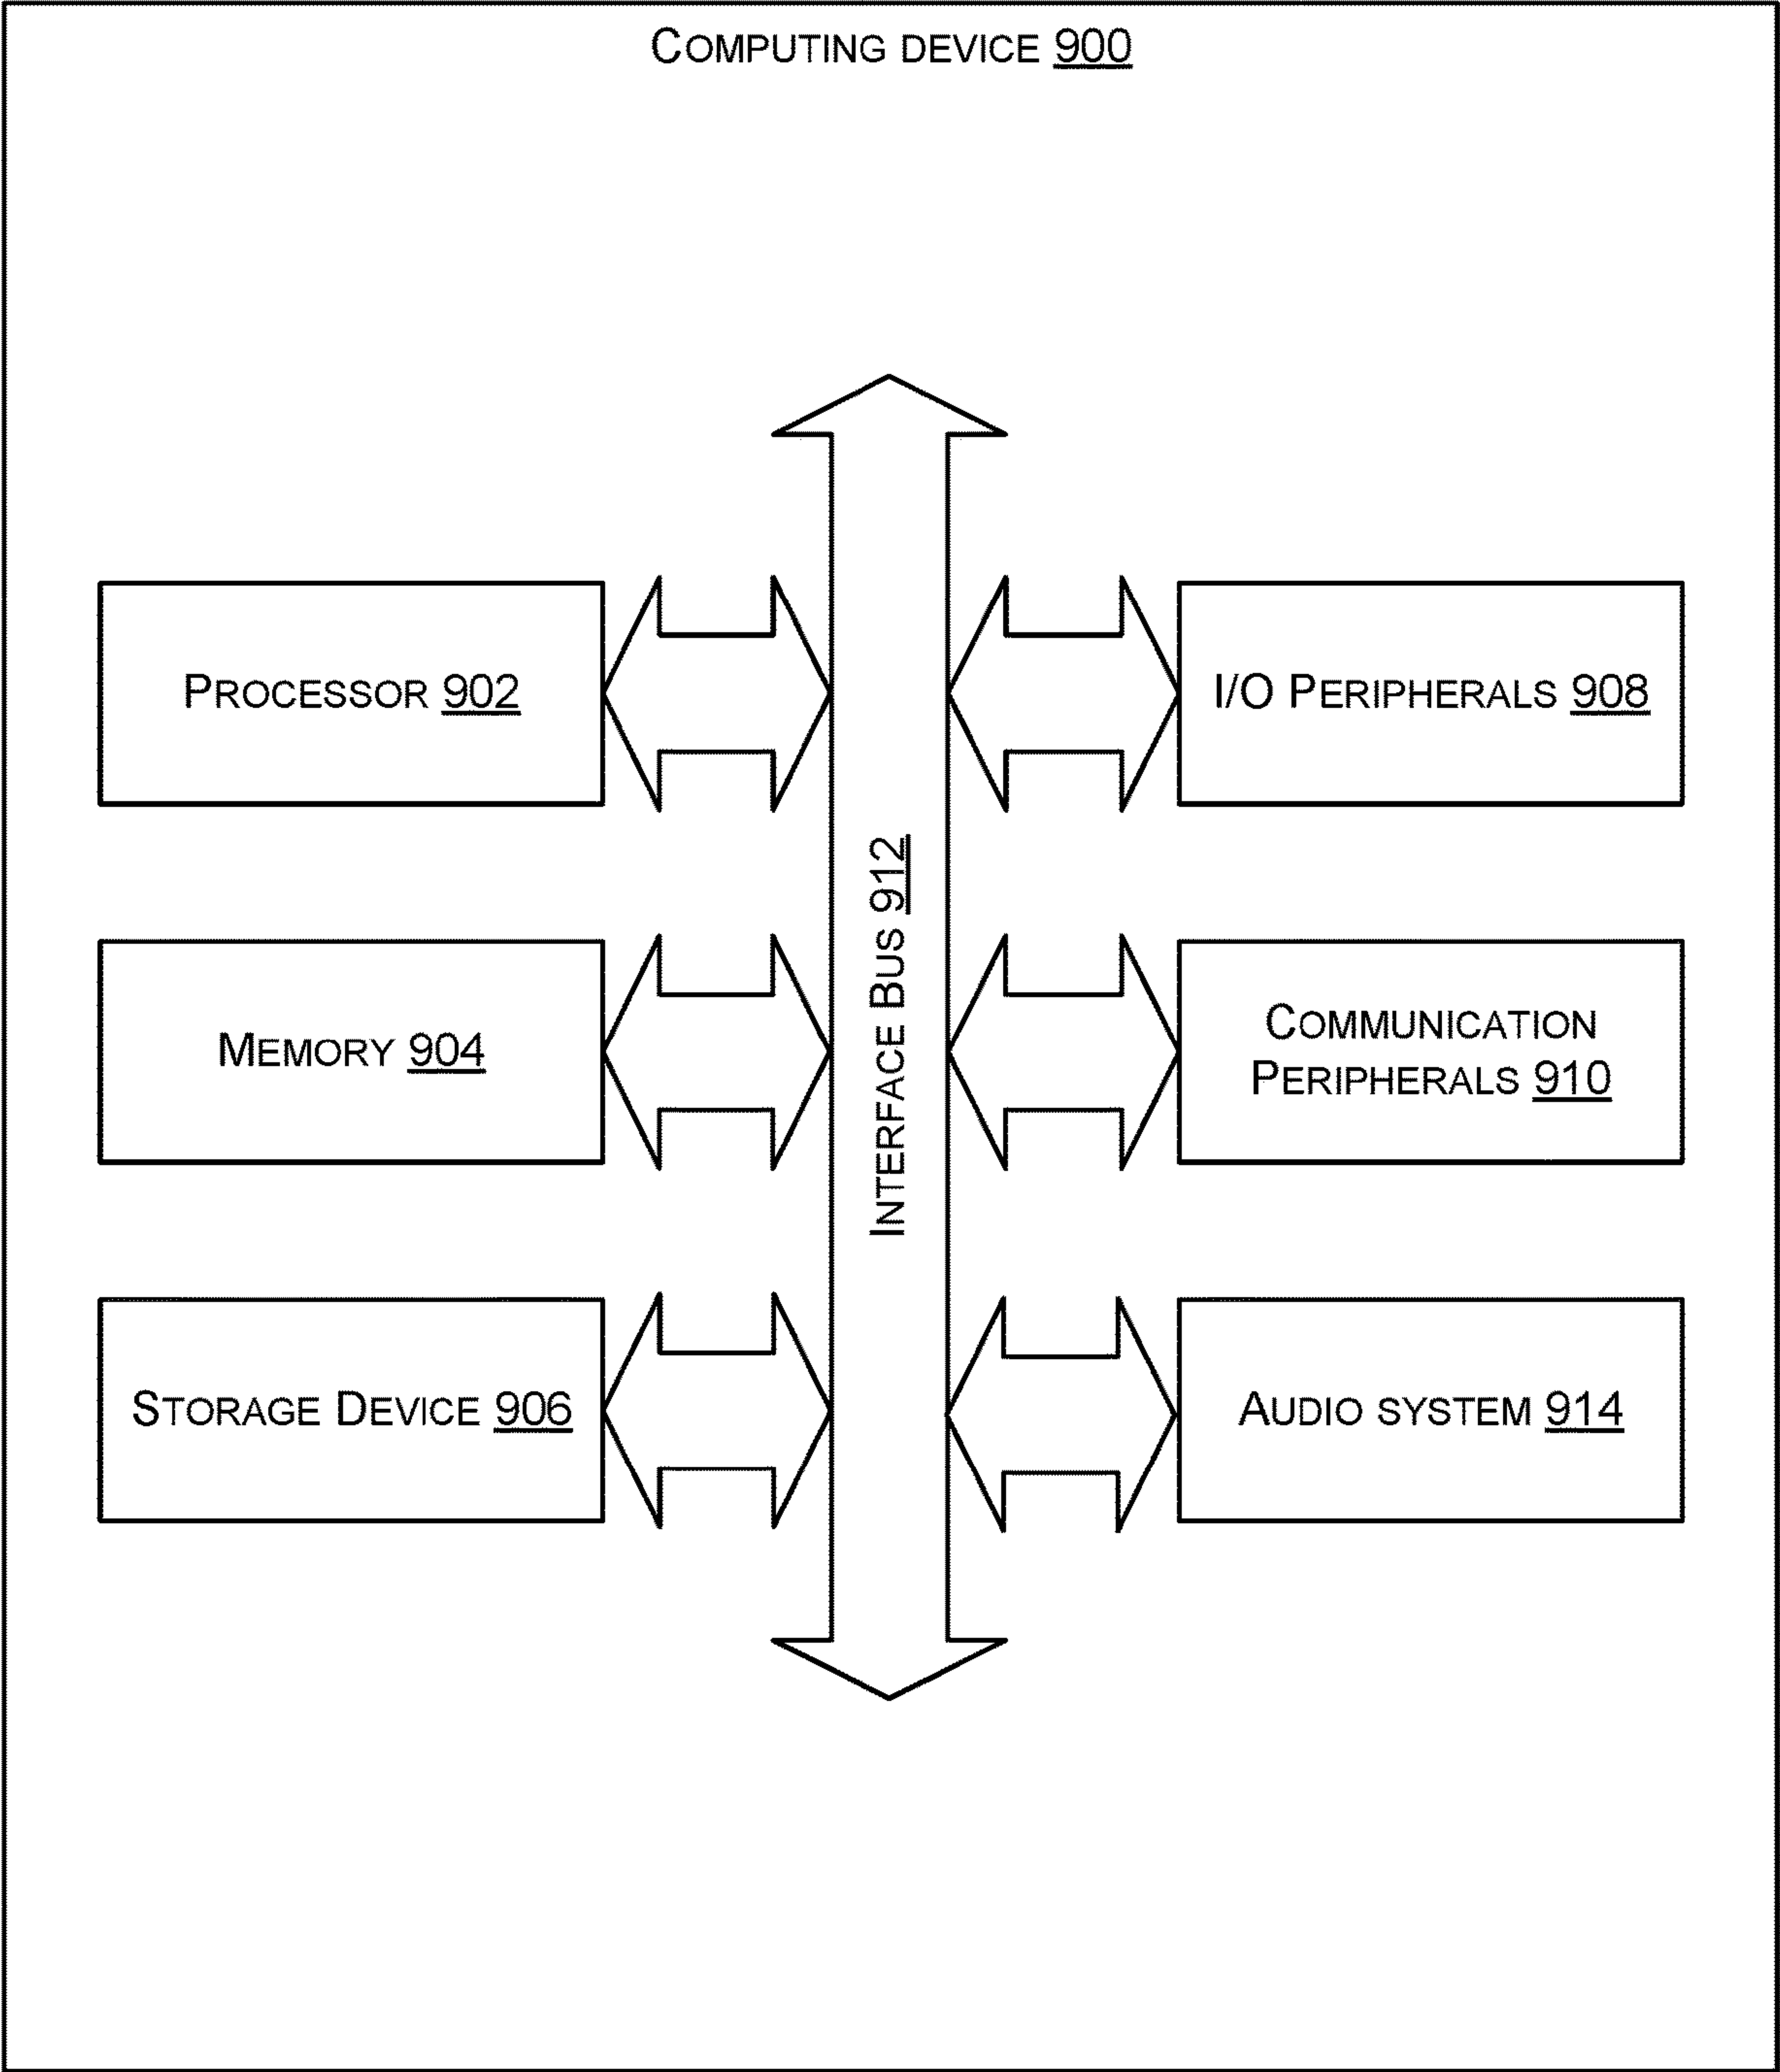 COMPUTING DEVICE 900
PROCESSOR 902
I/O PERIPHERALS 908
INTERFACE BUS 912
MEMORY 904
COMMUNICATION
PERIPHERALS 910
STORAGE DEVICE 906
AUDIO SYSTEM 914